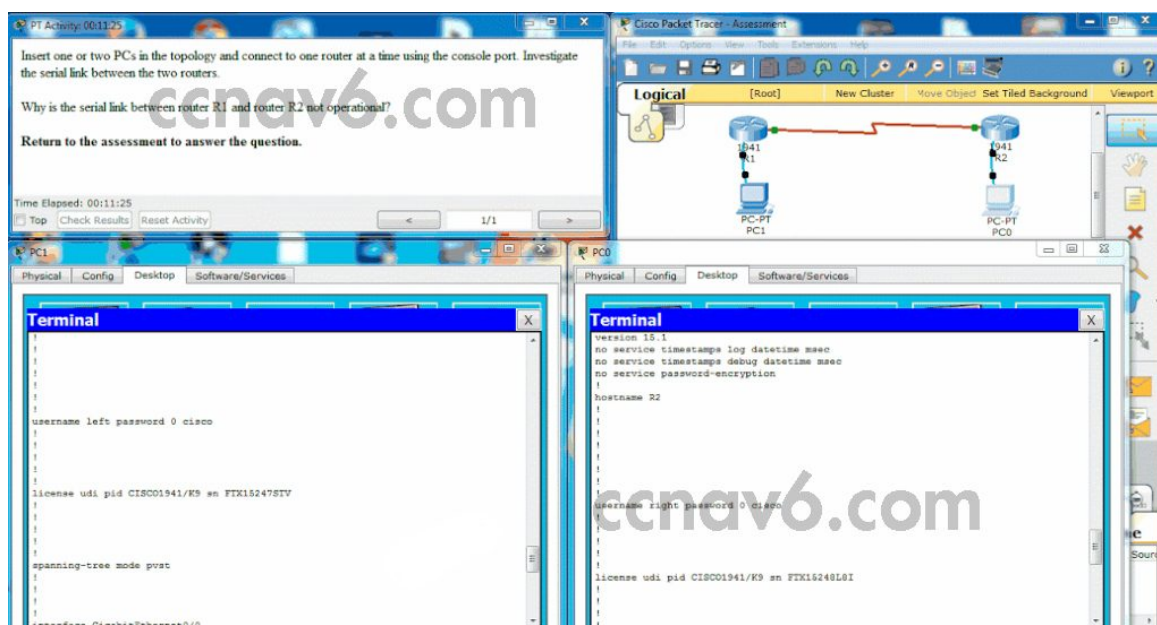 PT Activity: 00:11:25
Insert one or two PCs in the topology and connect to one router at a time using the console port. Investigate
the serial link between the two routers.
Why is the serial link between router R1 and router R2 not operational?
Return to the assessment to answer the question.
ccnav6.com
Time Elapsed: 00:11:25
Top Check Results Reset Activity < 1/1 >
Cisco Packet Tracer - Assessment
File Edit Options View Tools Extensions Help
Logical [Root] New Cluster Move Object Set Tiled Background Viewport
1941
R1
1941
R2
PC-PT
PC1
PC-PT
PC0
PC1
Physical Config Desktop Software/Services
Terminal X
!
!
!
!
!
!
!
username left password 0 cisco
!
!
!
!
!
license udi pid CISCO1941/K9 sn FTX15247STV
!
!
!
!
!
spanning-tree mode pvst
!
!
!
!
interface GigabitEthernet0/0
PC0
Physical Config Desktop Software/Services
Terminal X
version 15.1
no service timestamps log datetime msec
no service timestamps debug datetime msec
no service password-encryption
!
hostname R2
!
!
!
!
!
!
!
!
username right password 0 cisco
!
!
!
!
!
license udi pid CISCO1941/K9 sn
!
!
!
!
ccnav6.com